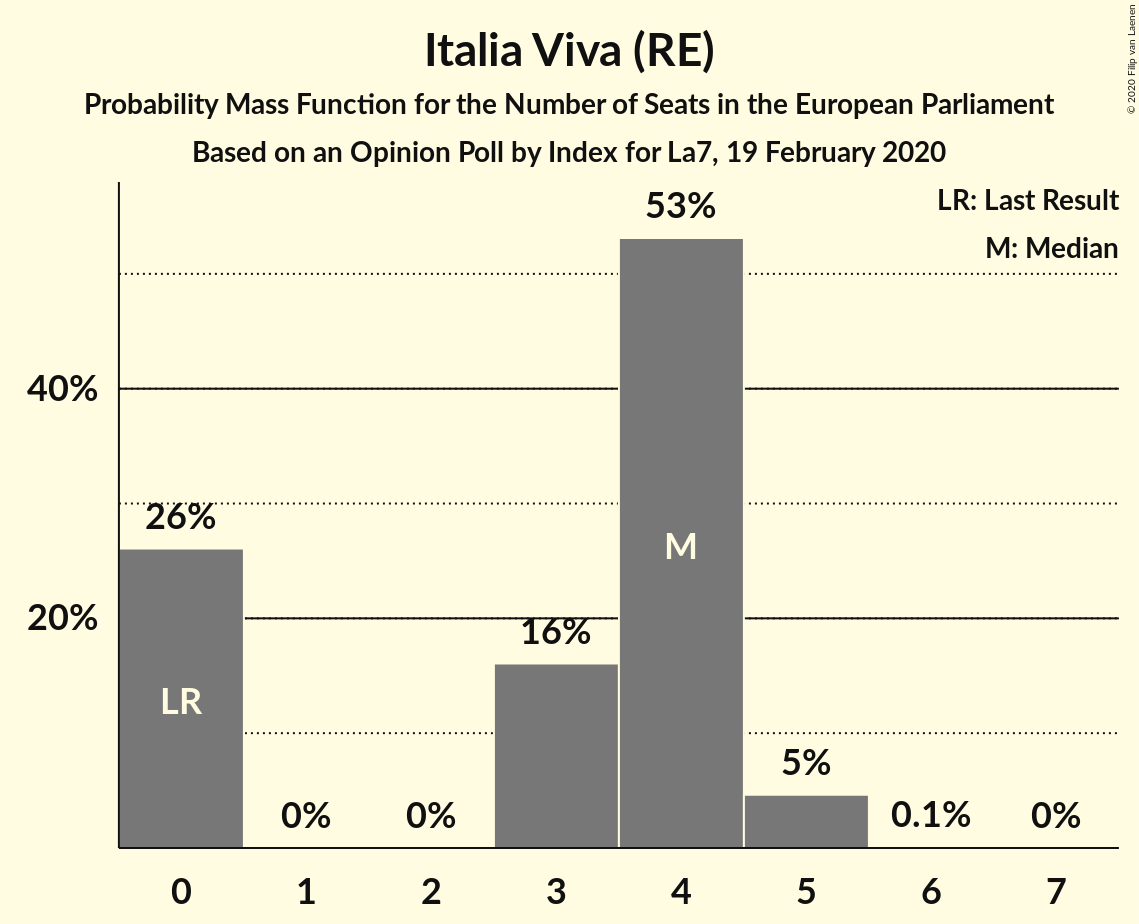 Italia Viva (RE)
Probability Mass Function for the Number of Seats in the European Parliament
Based on an Opinion Poll by Index for La7, 19 February 2020
© 2020 Filip van Laenen
LR: Last Result
M: Median
53%
40%
26%
M
20%
16%
LR
5%
0%
0%
0.1%
0%
0
1
2
3
4
5
6
7